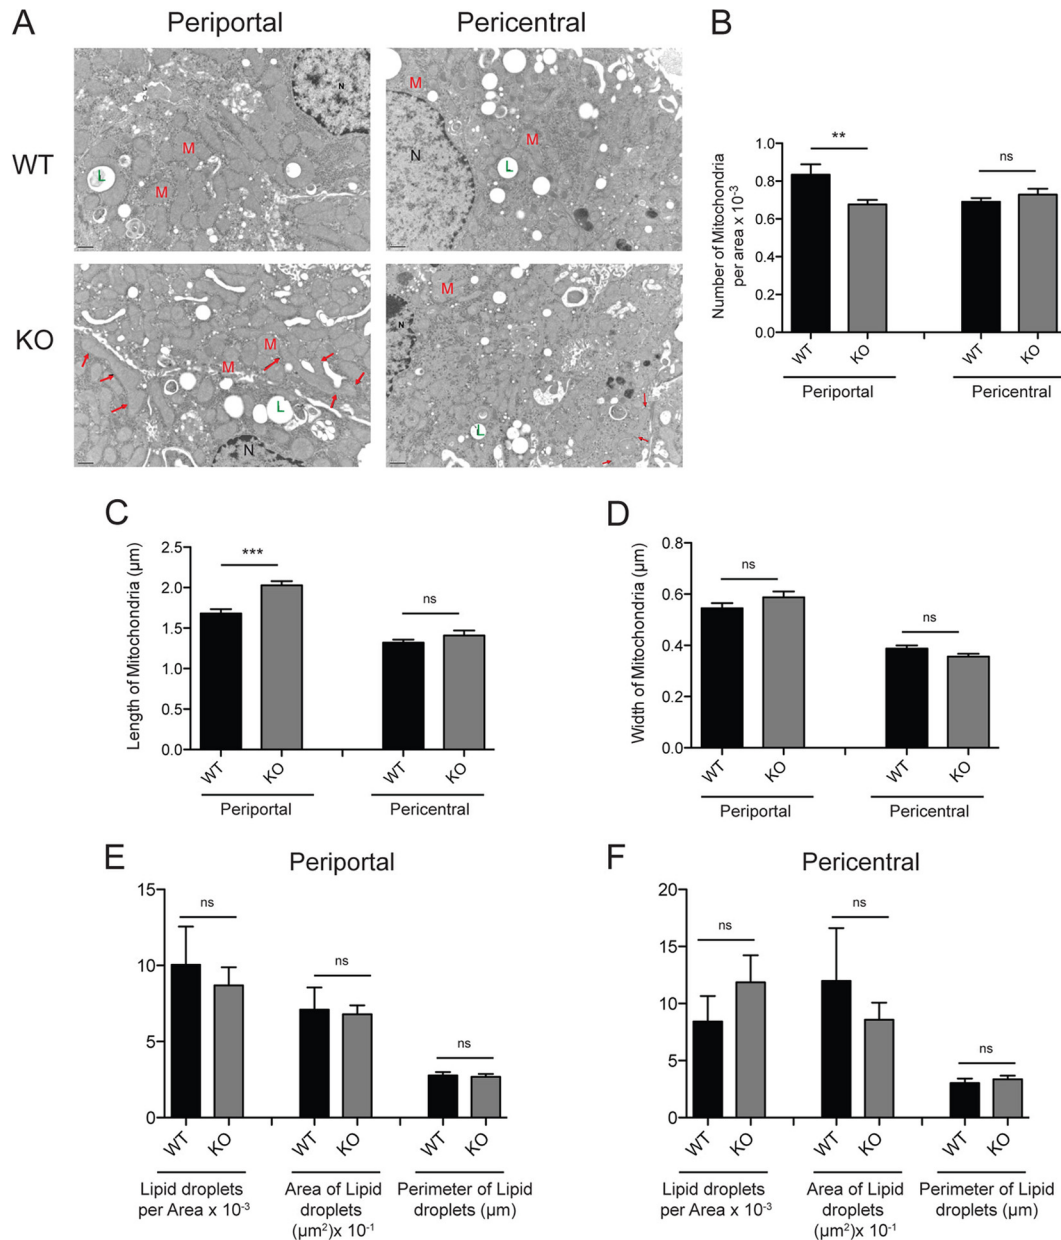 A
Periportal
Pericentral
B
WT
N
M
M
L
M
M
N
L
KO
M
M
L
N
M
N
L
Number of Mitochondria
per area x 10-3
1.0
0.8
0.6
0.4
0.2
0.0
**
ns
WT
KO
WT
KO
Periportal
Pericentral
C
Length of Mitochondria (µm)
2.5
2.0
1.5
1.0
0.5
0.0
***
ns
WT
KO
WT
KO
Periportal
Pericentral
D
Width of Mitochondria (µm)
0.8
0.6
0.4
0.2
0.0
ns
ns
WT
KO
WT
KO
Periportal
Pericentral
E
Periportal
15
10
5
0
ns
ns
ns
WT
KO
WT
KO
WT
KO
Lipid droplets
per Area x 10-3
Area of Lipid
droplets
(µm²)x 10-1
Perimeter of Lipid
droplets (µm)
F
Pericentral
20
15
10
5
0
ns
ns
ns
WT
KO
WT
KO
WT
KO
Lipid droplets
per Area x 10-3
Area of Lipid
droplets
(µm²)x 10-1
Perimeter of Lipid
droplets (µm)